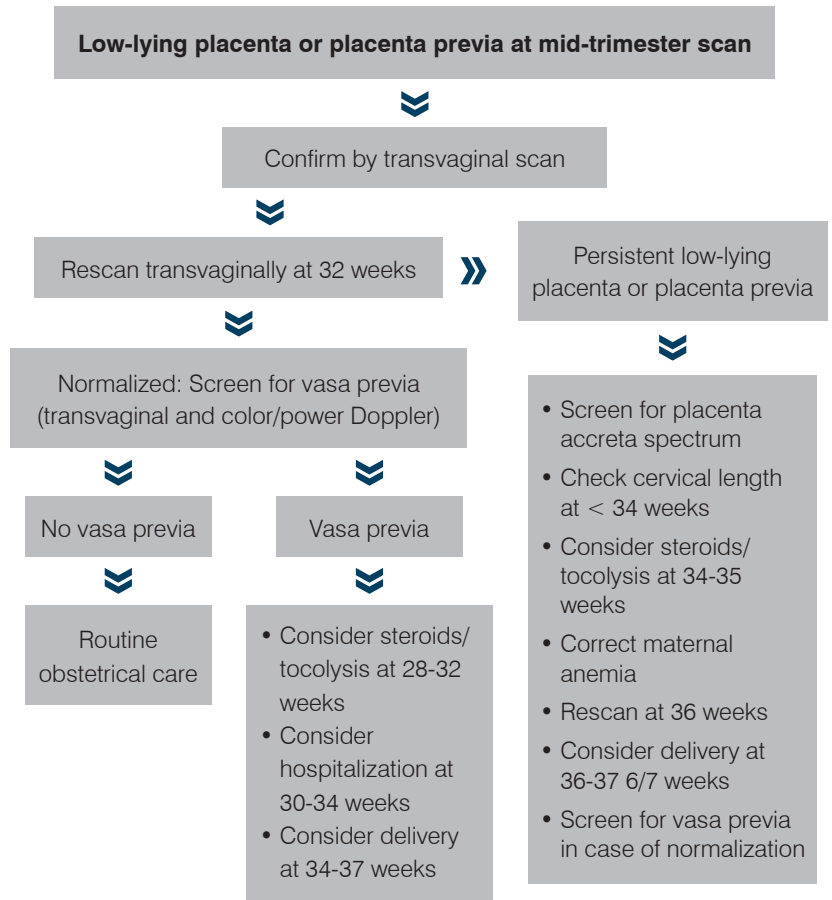 Low-lying placenta or placenta previa at mid-trimester scan
Confirm by transvaginal scan
Rescan transvaginally at 32 weeks
Persistent low-lying
placenta or placenta previa
Normalized: Screen for vasa previa
(transvaginal and color/power Doppler)
No vasa previa
Vasa previa
Routine
obstetrical care
• Consider steroids/
tocolysis at 28-32
weeks
• Consider
hospitalization at
30-34 weeks
• Consider delivery
at 34-37 weeks
• Screen for placenta
accreta spectrum
• Check cervical length
at < 34 weeks
• Consider steroids/
tocolysis at 34-35
weeks
• Correct maternal
anemia
• Rescan at 36 weeks
• Consider delivery at
36-37 6/7 weeks
• Screen for vasa previa
in case of normalization